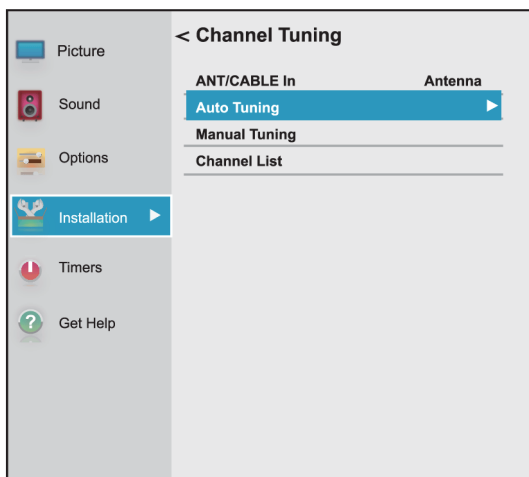 Picture
Sound
Options
Installation
Timers
Get Help
< Channel Tuning
ANT/CABLE In Antenna
Auto Tuning
Manual Tuning
Channel List